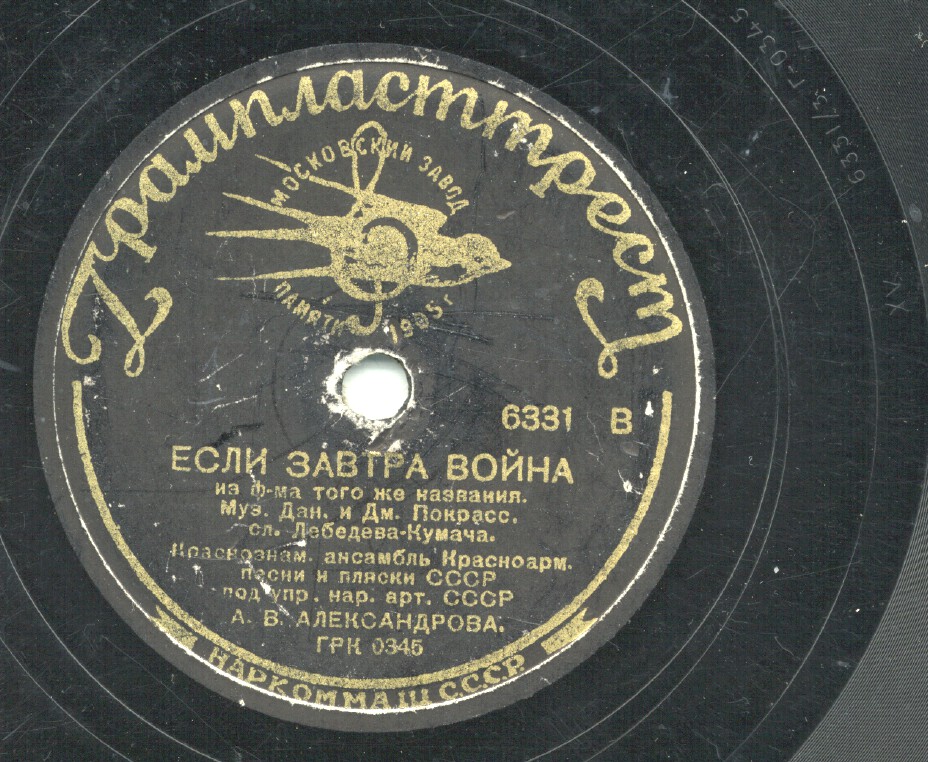 Грампласттрест
МОСКОВСКИЙ ЗАВОД
ПАМЯТИ 1905 г
6331 В
ЕСЛИ ЗАВТРА ВОЙНА
из ф-ма того же названия.
Муз. Дан. и Дм. Покрасс.
сл. Лебедева-Кумача.
Краснознам. ансамбль Красноарм.
песни и пляски СССР
под упр. нар. арт. СССР
А. В. АЛЕКСАНДРОВА.
ГРК 0345
НАРКОММАШ СССР
6331/3 Г-0345
XV